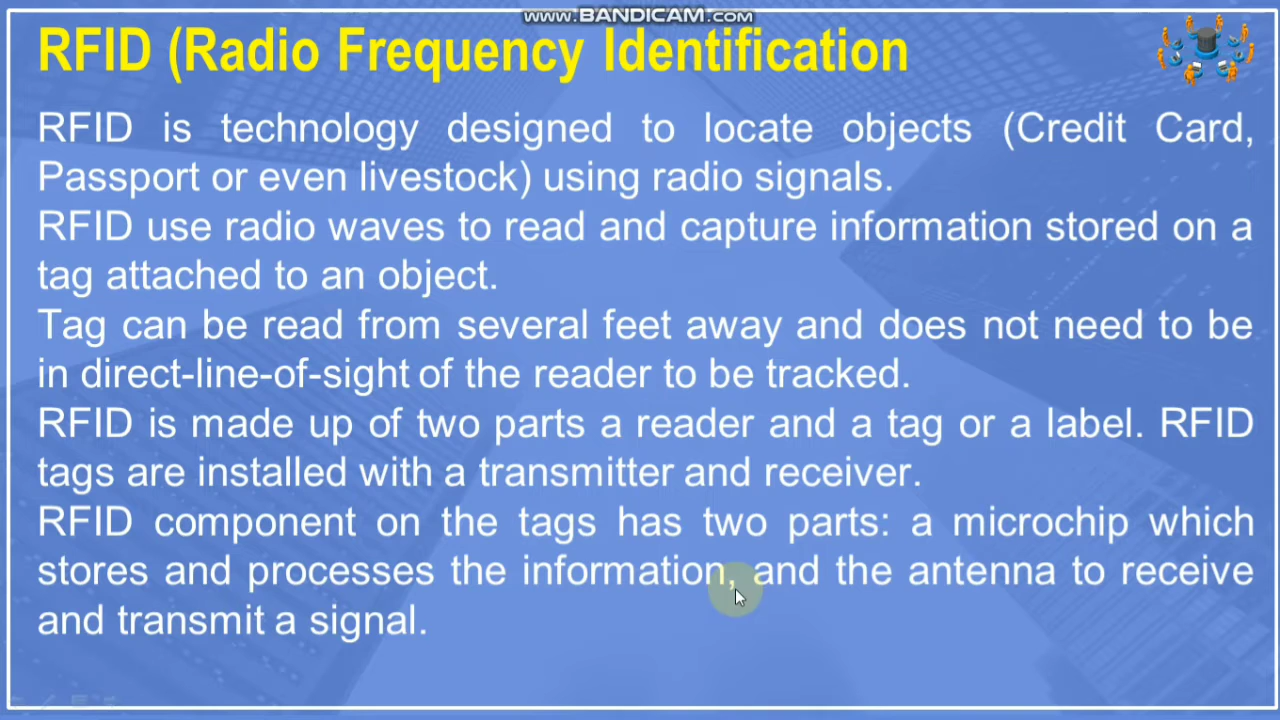 www.BANDICAM.com
RFID (Radio Frequency Identification
RFID is technology designed to locate objects (Credit Card,
Passport or even livestock) using radio signals.
RFID use radio waves to read and capture information stored on a
tag attached to an object.
Tag can be read from several feet away and does not need to be
in direct-line-of-sight of the reader to be tracked.
RFID is made up of two parts a reader and a tag or a label. RFID
tags are installed with a transmitter and receiver.
RFID component on the tags has two parts: a microchip which
stores and processes the information, and the antenna to receive
and transmit a signal.